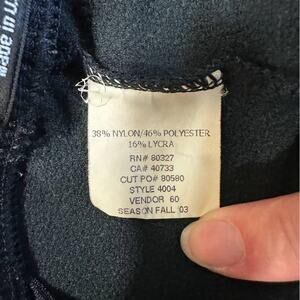 38% NYLON/46% POLYESTER
16% LYCRA
RN# 80327
CA# 40733
CUT PO# 80580
STYLE 4004
VENDOR 60
SEASON FALL '03